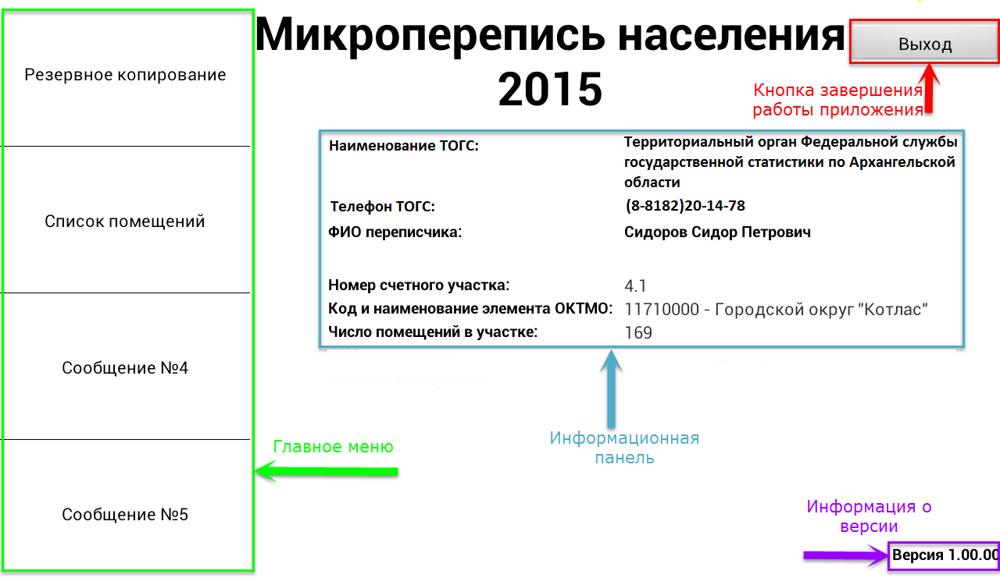 Резервное копирование
Список помещений
Сообщение №4
Сообщение №5
Микроперепись населения
2015
Выход
Кнопка завершения
работы приложения
Наименование ТОГС:
Территориальный орган Федеральной службы
государственной статистики по Архангельской
области
Телефон ТОГС:
(8-8182)20-14-78
ФИО переписчика:
Сидоров Сидор Петрович
Номер счетного участка:
4.1
Код и наименование элемента ОКТМО:
11710000 - Городской округ "Котлас"
Число помещений в участке:
169
Информационная
панель
Главное меню
Информация о
версии
Версия 1.00.00